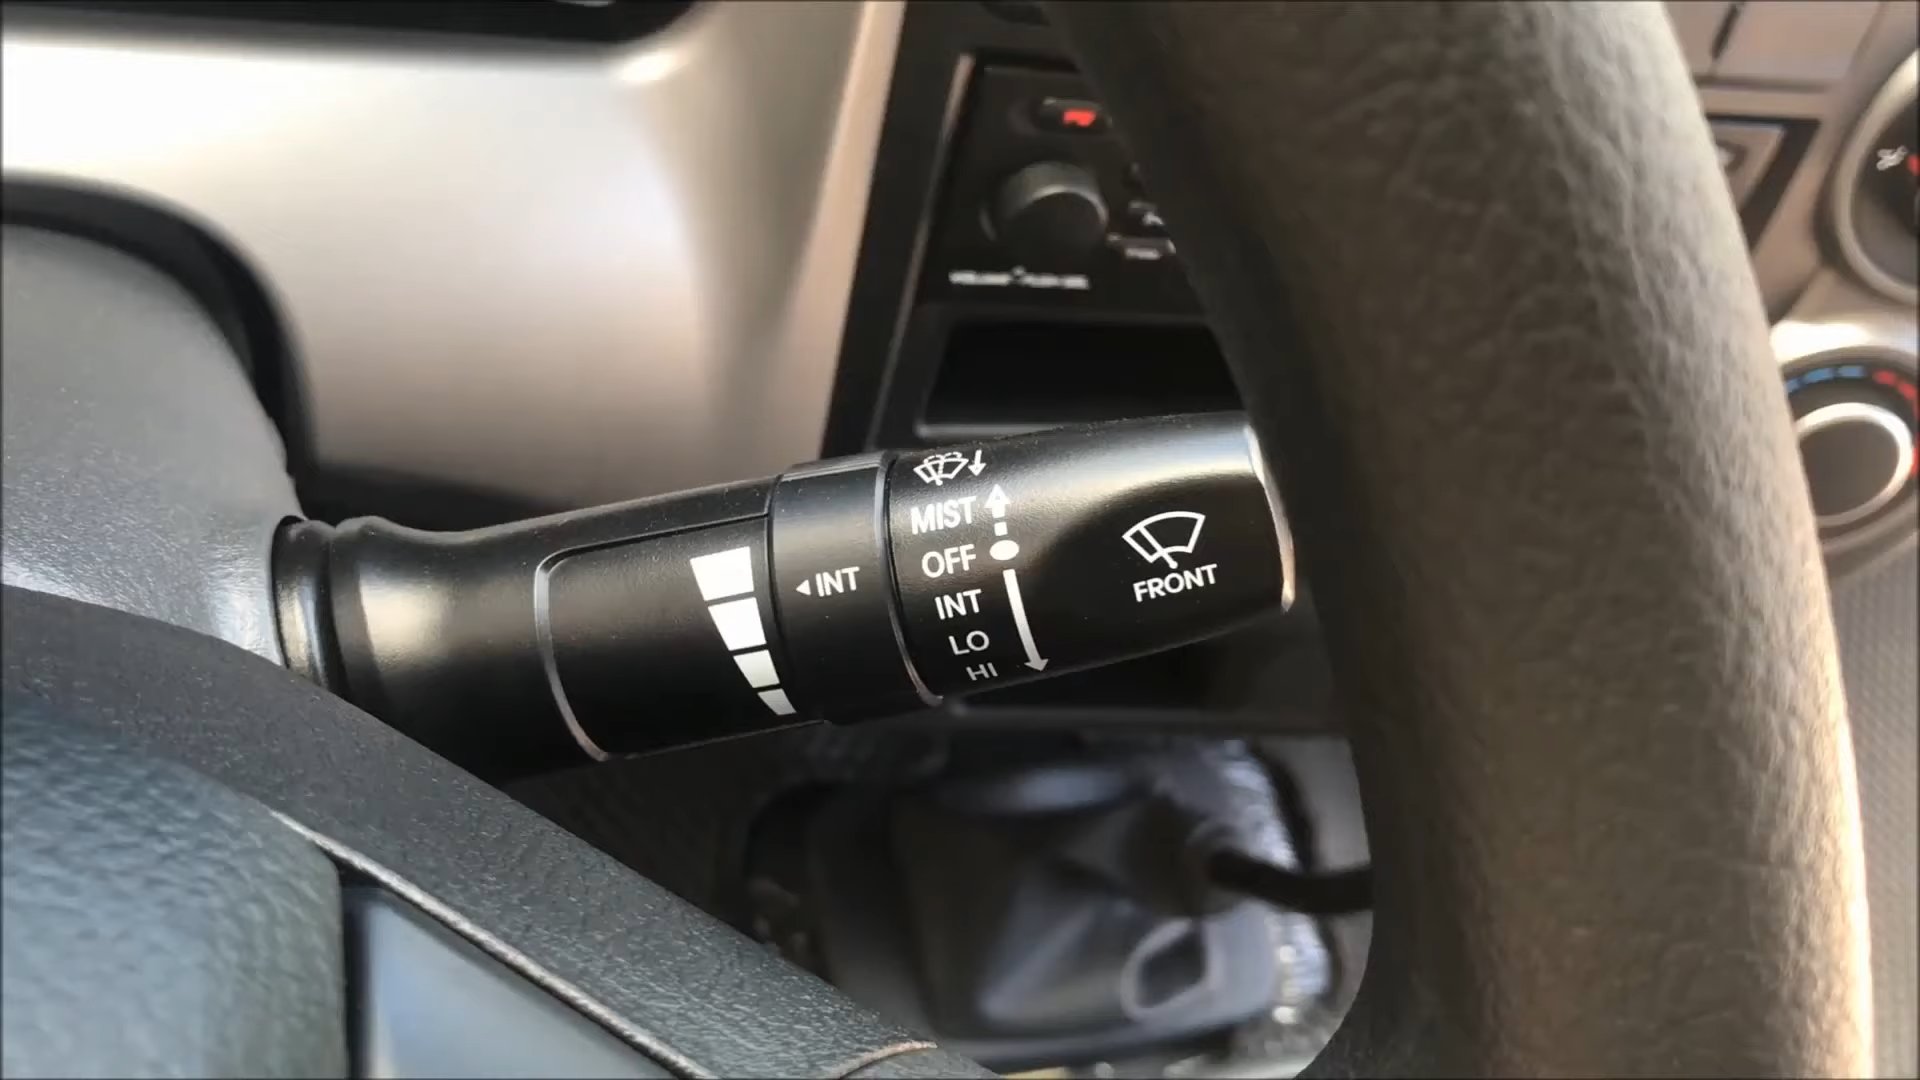 MIST
OFF
INT
LO
HI
INT
FRONT